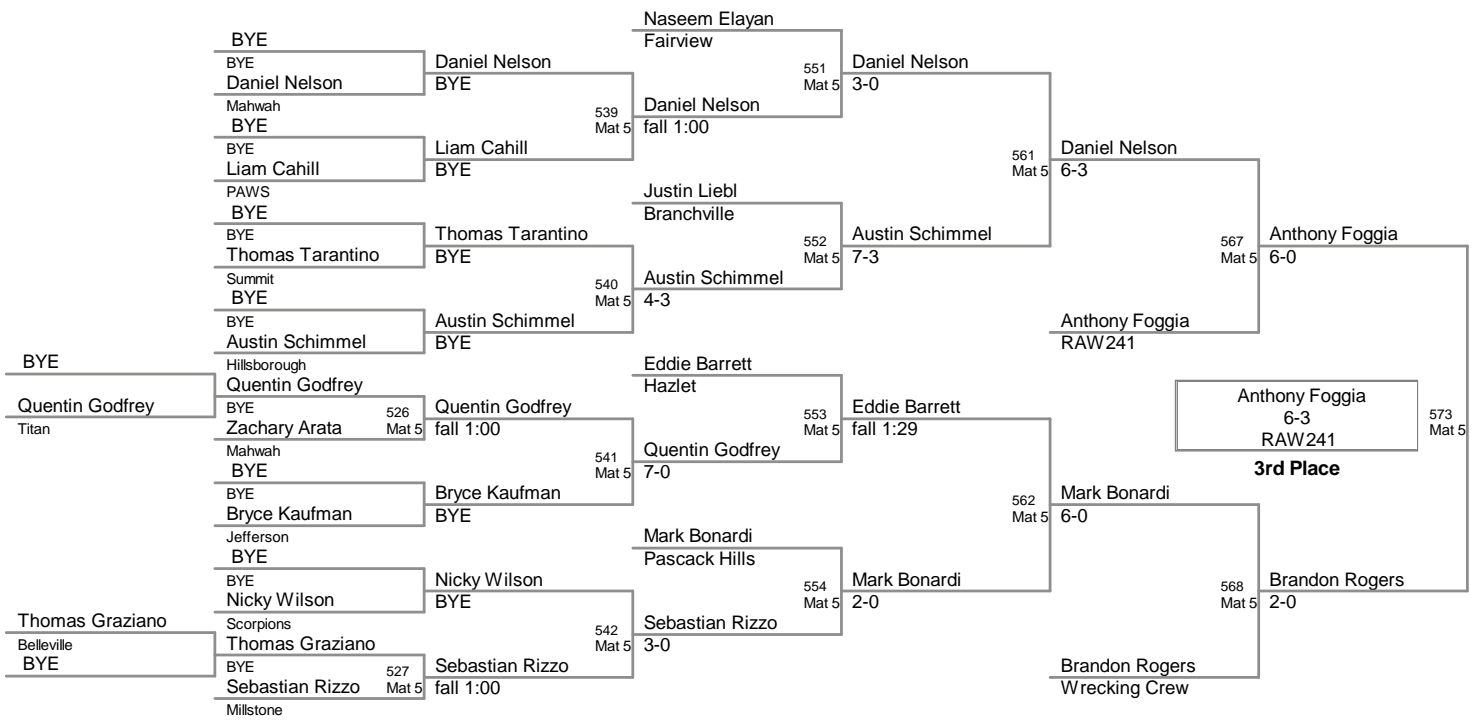 BYE
Quentin Godfrey
Titan
Thomas Graziano
Belleville
BYE
BYE
BYE
Daniel Nelson
Mahwah
BYE
BYE
Liam Cahill
PAWS
BYE
BYE
Thomas Tarantino
Summit
BYE
BYE
Austin Schimmel
Hillsborough
Quentin Godfrey
BYE
Zachary Arata
Mahwah
BYE
BYE
Bryce Kaufman
Jefferson
BYE
BYE
Nicky Wilson
Scorpions
Thomas Graziano
BYE
Sebastian Rizzo
Millstone
526
Mat 5
527
Mat 5
Daniel Nelson
BYE
Liam Cahill
BYE
Thomas Tarantino
BYE
Austin Schimmel
BYE
Quentin Godfrey
fall 1:00
Bryce Kaufman
BYE
Nicky Wilson
BYE
Sebastian Rizzo
fall 1:00
539
Mat 5
540
Mat 5
541
Mat 5
542
Mat 5
Naseem Elayan
Fairview
Daniel Nelson
fall 1:00
Justin Liebl
Branchville
Austin Schimmel
4-3
Eddie Barrett
Hazlet
Quentin Godfrey
7-0
Mark Bonardi
Pascack Hills
Sebastian Rizzo
3-0
551
Mat 5
552
Mat 5
553
Mat 5
554
Mat 5
Daniel Nelson
3-0
Austin Schimmel
7-3
Eddie Barrett
fall 1:29
Mark Bonardi
2-0
561
Mat 5
562
Mat 5
Daniel Nelson
6-3
Anthony Foggia
RAW241
Mark Bonardi
6-0
Brandon Rogers
Wrecking Crew
567
Mat 5
568
Mat 5
Anthony Foggia
6-0
Brandon Rogers
2-0
Anthony Foggia
6-3
RAW241
3rd Place
573
Mat 5